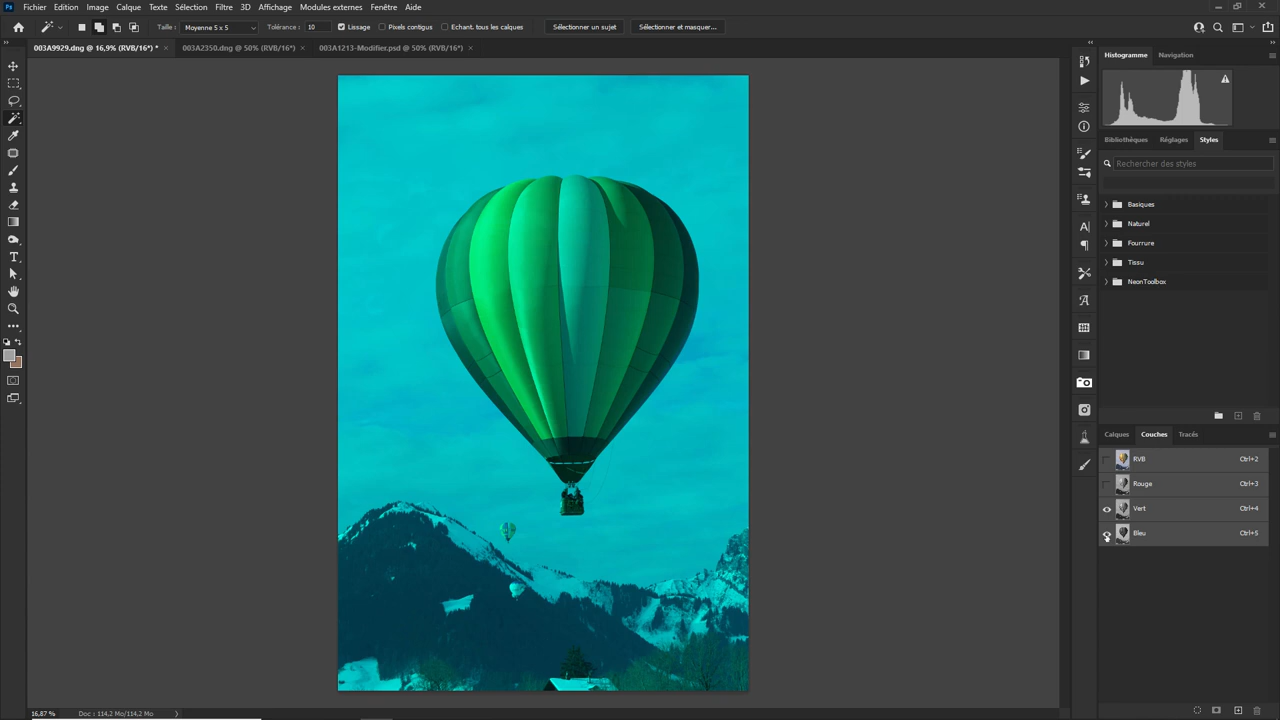 Ps Fichier Edition Image Calque Texte Sélection Filtre 3D Affichage Modules externes Fenêtre Aide
Taille : Moyenne 5 x 5 Tolérance : 10 Lissage Pixels contigus Echant. tous les calques Sélectionner un sujet Sélectionner et masquer...
003A9929.dng @ 16,9% (RVB/16*) * 003A2350.dng @ 50% (RVB/16*) 003A1213-Modifier.psd @ 50% (RVB/16*)
Histogramme Navigation
Bibliothèques Réglages Styles
Rechercher des styles
Basiques
Naturel
Fourrure
Tissu
NeonToolbox
Calques Couches Tracés
RVB Ctrl+2
Rouge Ctrl+3
Vert Ctrl+4
Bleu Ctrl+5
16,87 % Doc : 114,2 Mo/114,2 Mo